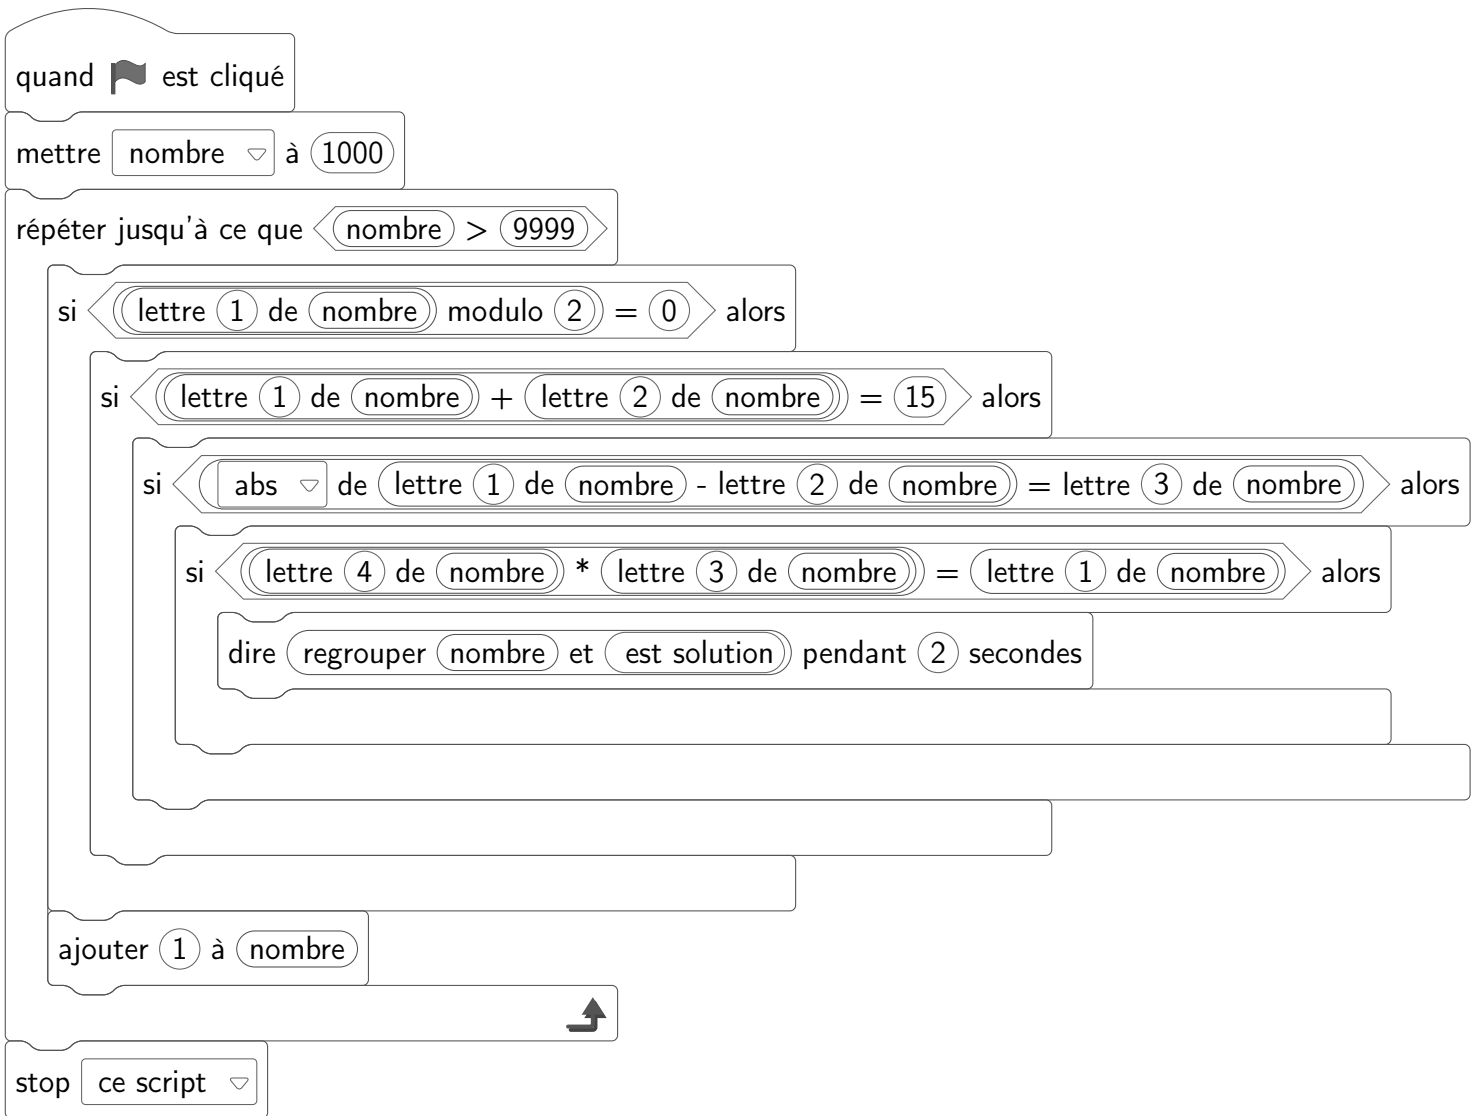 quand est cliqué
mettre nombre à 1000
répéter jusqu'à ce que nombre > 9999
si lettre 1 de nombre modulo 2 = 0 alors
si lettre 1 de nombre + lettre 2 de nombre = 15 alors
si abs de lettre 1 de nombre - lettre 2 de nombre = lettre 3 de nombre alors
si lettre 4 de nombre * lettre 3 de nombre = lettre 1 de nombre alors
dire regrouper nombre et est solution pendant 2 secondes
ajouter 1 à nombre
stop ce script